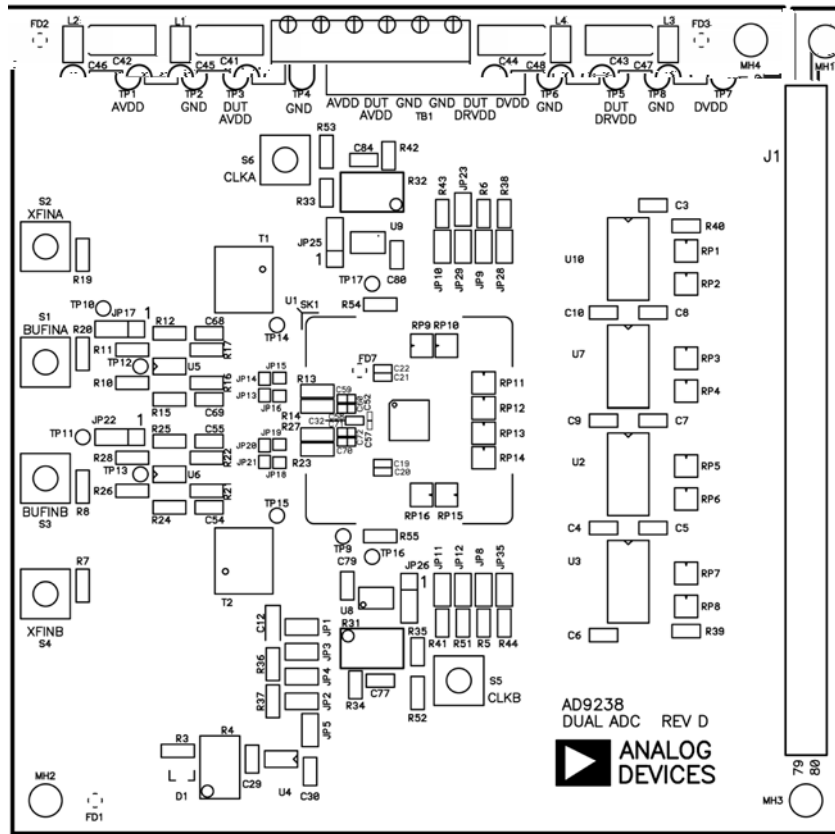 FD2 L2 L1 L4 L3 FD3
C46 C42 C45 C41 C44 C48 C43 C47 MH4 MH1
TP1 TP2 TP3 TP4 TP6 TP5 TP8 TP7
AVDD GND DUT AVDD GND AVDD DUT AVDD GND GND DUT DRVDD DVDD GND DUT DRVDD GND DVDD
TB1
R53 C84 R42
S6
CLKA
R33 R32
R43 JP23 R6 R38
J1
C3
S2
XFINA
R40
R19
T1
JP25
1
U9
C80
JP10 JP29 JP9 JP28
U10
RP1
RP2
TP17
R54
TP10
JP17 1
U1 SK1
S1
BUFINA
R20
R12 C68
TP14
C10 C8
R11 R17
TP12 U5
RP9 RP10
U7
RP3
R10 R16
JP14 JP15
R13
FD7
C22
C21
RP11
RP4
R15 C69
JP13 JP16
C59
C60
R14
C32
C58
C71
C52
RP12
C9 C7
JP22 1
R25 C55
TP11
R27
C72
C57
RP13
R28 R22
JP20 JP19
C70
U2
RP5
TP13 U6
JP21 JP18
R23
RP14
R26 R21
C19
C20
RP6
BUFINB
S3
R8
R24 C54
TP15
RP16 RP15
C4 C5
TP9 R55
TP16
R7
C79
JP26
1
JP11 JP12 JP8 JP35
U3
RP7
T2
U8
RP8
XFINB
S4
C12 JP1
R31
R35
R41 R51 R5 R44
C6 R39
R36 JP3
JP4
R34 C77
S5
CLKB
R37 JP2
R52
JP5
AD9238
DUAL ADC REV D
R3 R4
ANALOG
DEVICES
79
80
MH2
D1
C29 U4 C30
MH3
FD1